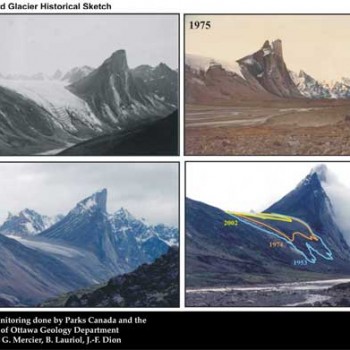 d Glacier Historical Sketch
1975
2002
1974
1953
nitoring done by Parks Canada and the
of Ottawa Geology Department
G. Mercier, B. Lauriol, J.-F. Dion